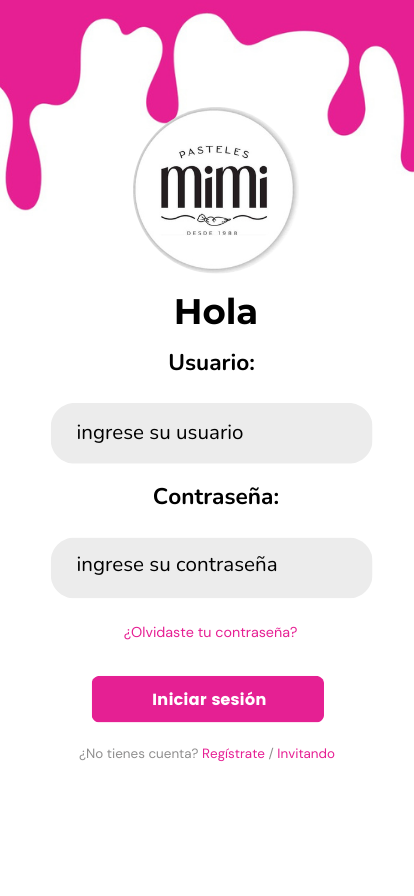 PASTELES
mimi
DESDE 1988
Hola
Usuario:
ingrese su usuario
Contraseña:
ingrese su contraseña
¿Olvidaste tu contraseña?
Iniciar sesión
¿No tienes cuenta? Regístrate / Invitando